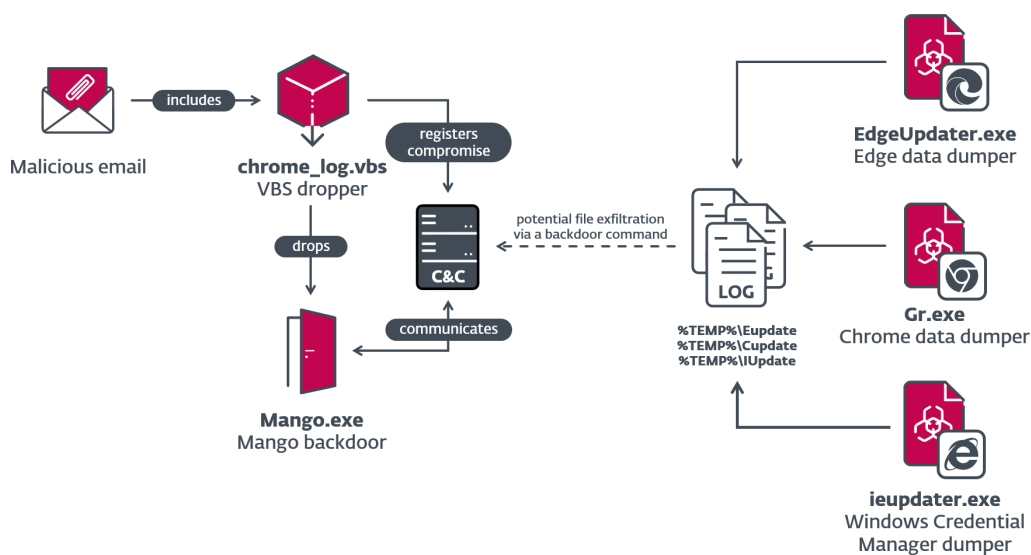 Malicious email
includes
chrome_log.vbs
VBS dropper
registers
compromise
drops
C&C
communicates
Mango.exe
Mango backdoor
potential file exfiltration
via a backdoor command
LOG
G
%TEMP%\Eupdate
%TEMP%\Cupdate
%TEMP%\IUpdate
EdgeUpdater.exe
Edge data dumper
Gr.exe
Chrome data dumper
ieupdater.exe
Windows Credential
Manager dumper